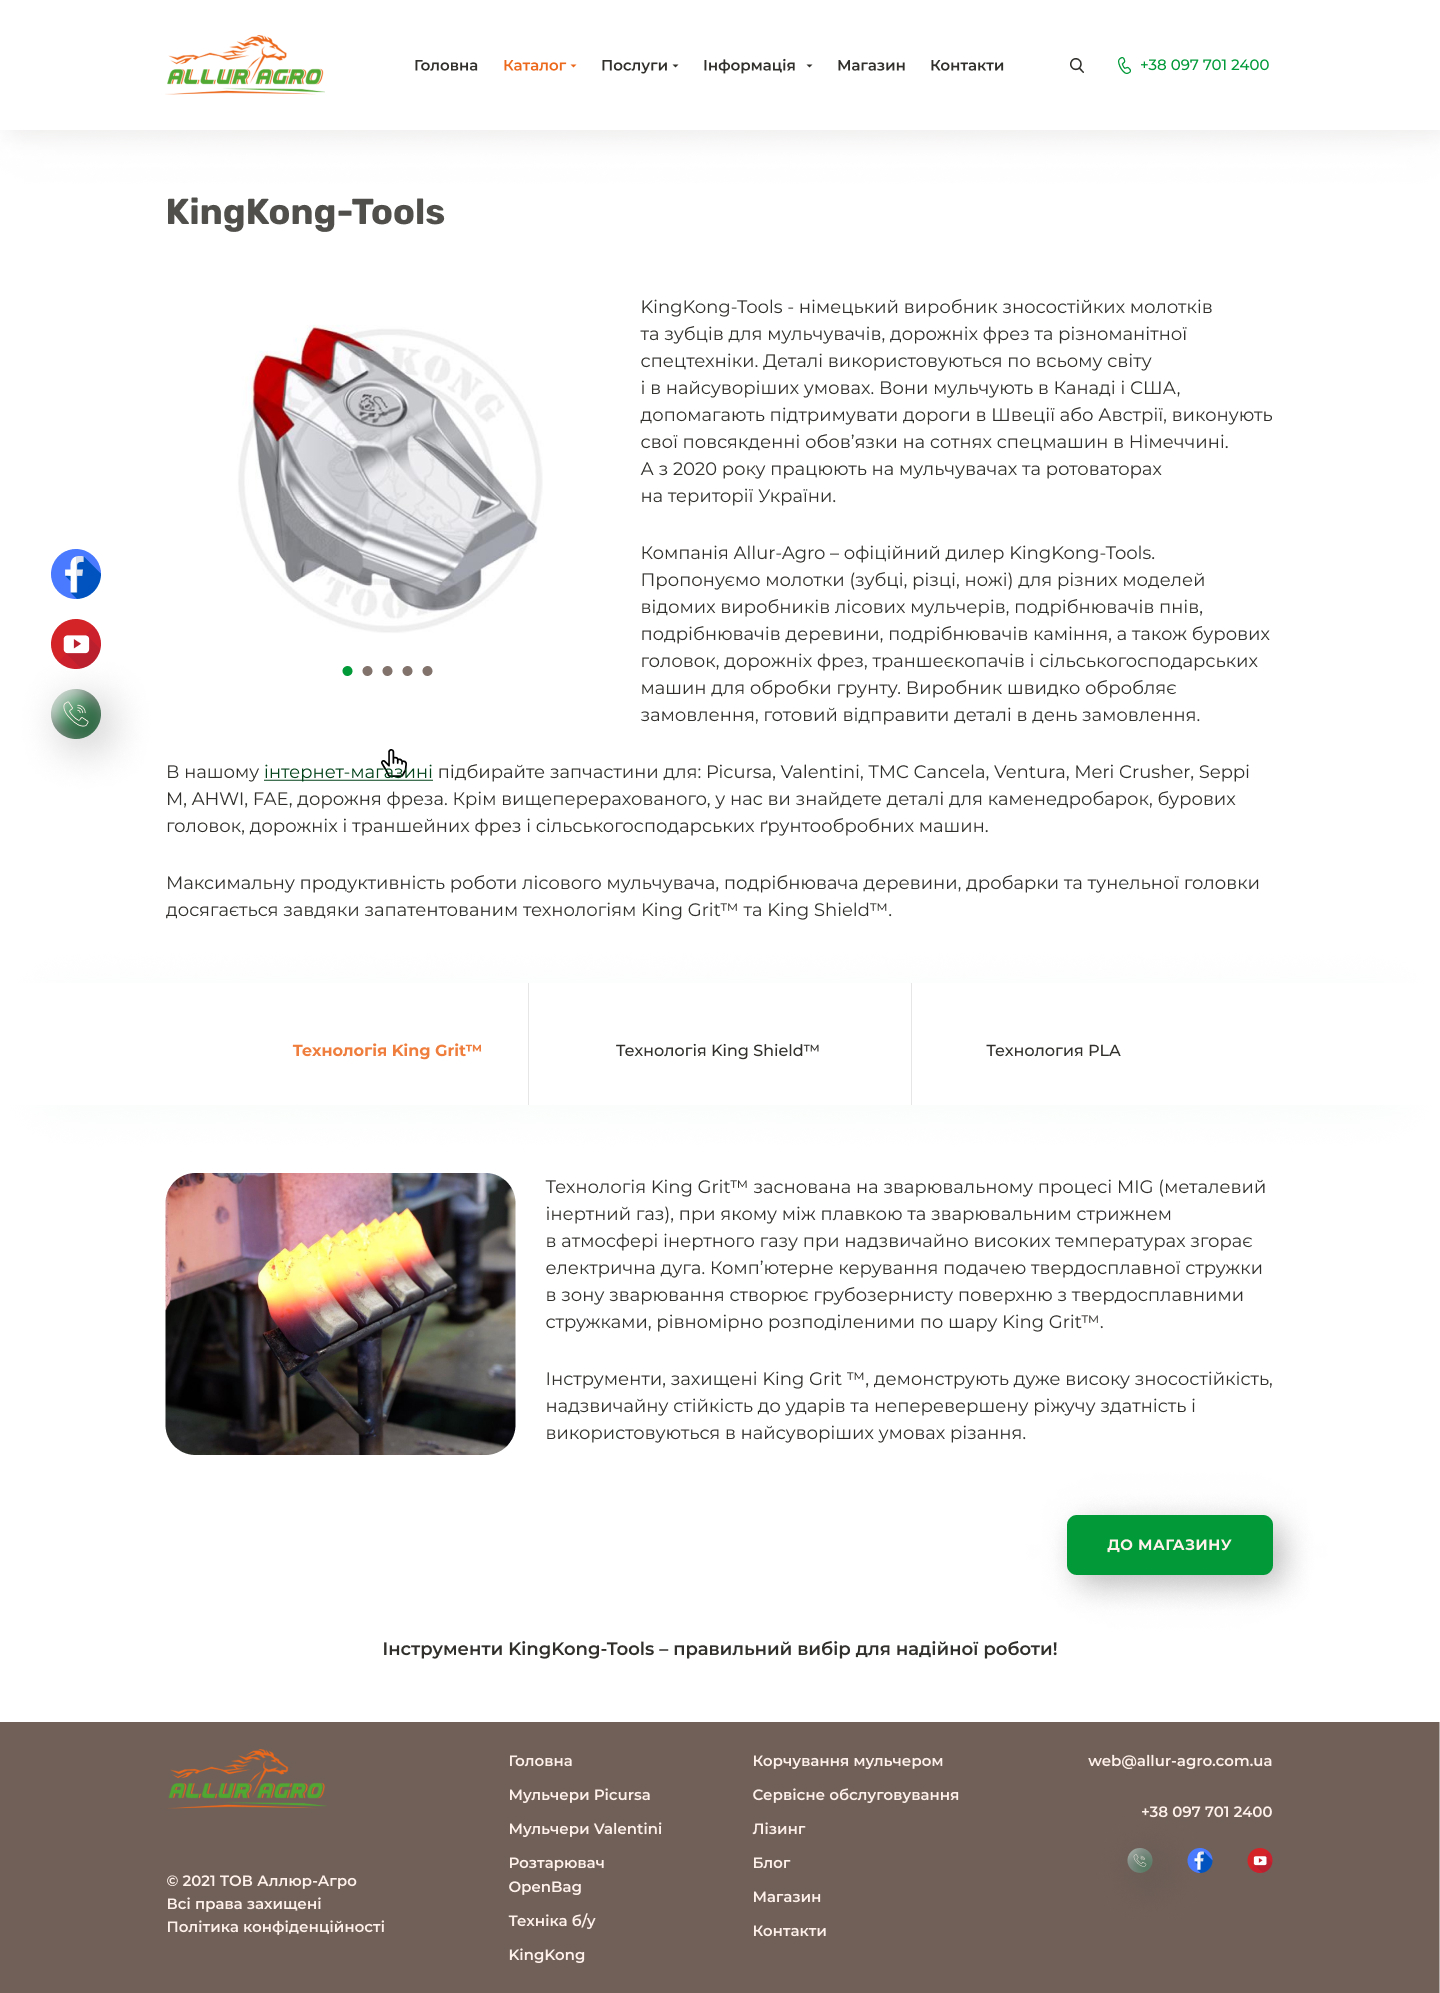 ALLUR AGRO
Головна
Каталог
Послуги
Інформація
Магазин
Контакти
+38 097 701 2400
KingKong-Tools
KingKong-Tools - німецький виробник зносостійких молотків
та зубців для мульчувачів, дорожніх фрез та різноманітної
спецтехніки. Деталі використовуються по всьому світу
і в найсуворіших умовах. Вони мульчують в Канаді і США,
допомагають підтримувати дороги в Швеції або Австрії, виконують
свої повсякденні обов’язки на сотнях спецмашин в Німеччині.
А з 2020 року працюють на мульчувачах та ротоваторах
на території України.
Компанія Allur-Agro – офіційний дилер KingKong-Tools.
Пропонуємо молотки (зубці, різці, ножі) для різних моделей
відомих виробників лісових мульчерів, подрібнювачів пнів,
подрібнювачів деревини, подрібнювачів каміння, а також бурових
головок, дорожніх фрез, траншеєкопачів і сільськогосподарських
машин для обробки грунту. Виробник швидко обробляє
замовлення, готовий відправити деталі в день замовлення.
В нашому інтернет-магазині підбирайте запчастини для: Picursa, Valentini, TMC Cancela, Ventura, Meri Crusher, Seppi
M, AHWI, FAE, дорожня фреза. Крім вищеперерахованого, у нас ви знайдете деталі для каменедробарок, бурових
головок, дорожніх і траншейних фрез і сільськогосподарських ґрунтообробних машин.
Максимальну продуктивність роботи лісового мульчувача, подрібнювача деревини, дробарки та тунельної головки
досягається завдяки запатентованим технологіям King Grit™ та King Shield™.
Технологія King Grit™
Технологія King Shield™
Технология PLA
Технологія King Grit™ заснована на зварювальному процесі MIG (металевий
інертний газ), при якому між плавкою та зварювальним стрижнем
в атмосфері інертного газу при надзвичайно високих температурах згорає
електрична дуга. Комп’ютерне керування подачею твердосплавної стружки
в зону зварювання створює грубозернисту поверхню з твердосплавними
стружками, рівномірно розподіленими по шару King Grit™.
Інструменти, захищені King Grit ™, демонструють дуже високу зносостійкість,
надзвичайну стійкість до ударів та неперевершену ріжучу здатність і
використовуються в найсуворіших умовах різання.
ДО МАГАЗИНУ
Інструменти KingKong-Tools – правильний вибір для надійної роботи!
ALLUR AGRO
© 2021 ТОВ Аллюр-Агро
Всі права захищені
Політика конфіденційності
Головна
Мульчери Picursa
Мульчери Valentini
Розтарювач
OpenBag
Техніка б/у
KingKong
Корчування мульчером
Сервісне обслуговування
Лізинг
Блог
Магазин
Контакти
web@allur-agro.com.ua
+38 097 701 2400